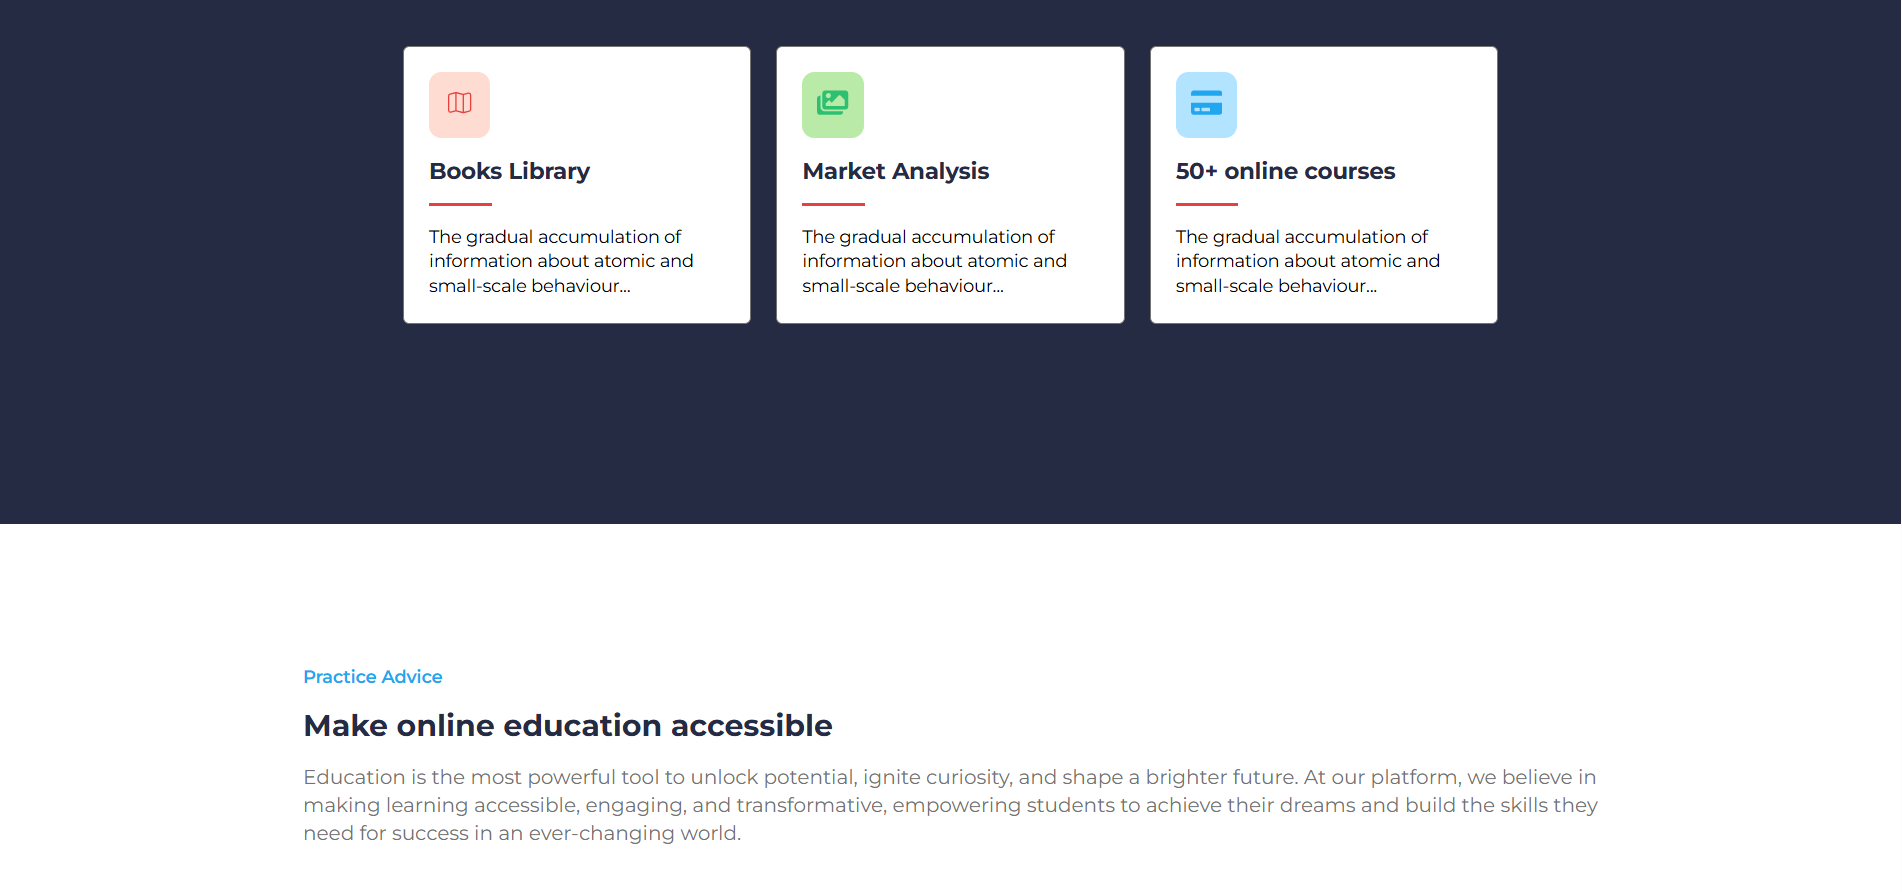 Books Library
The gradual accumulation of
information about atomic and
small-scale behaviour...
Market Analysis
The gradual accumulation of
information about atomic and
small-scale behaviour...
50+ online courses
The gradual accumulation of
information about atomic and
small-scale behaviour...
Practice Advice
Make online education accessible
Education is the most powerful tool to unlock potential, ignite curiosity, and shape a brighter future. At our platform, we believe in
making learning accessible, engaging, and transformative, empowering students to achieve their dreams and build the skills they
need for success in an ever-changing world.